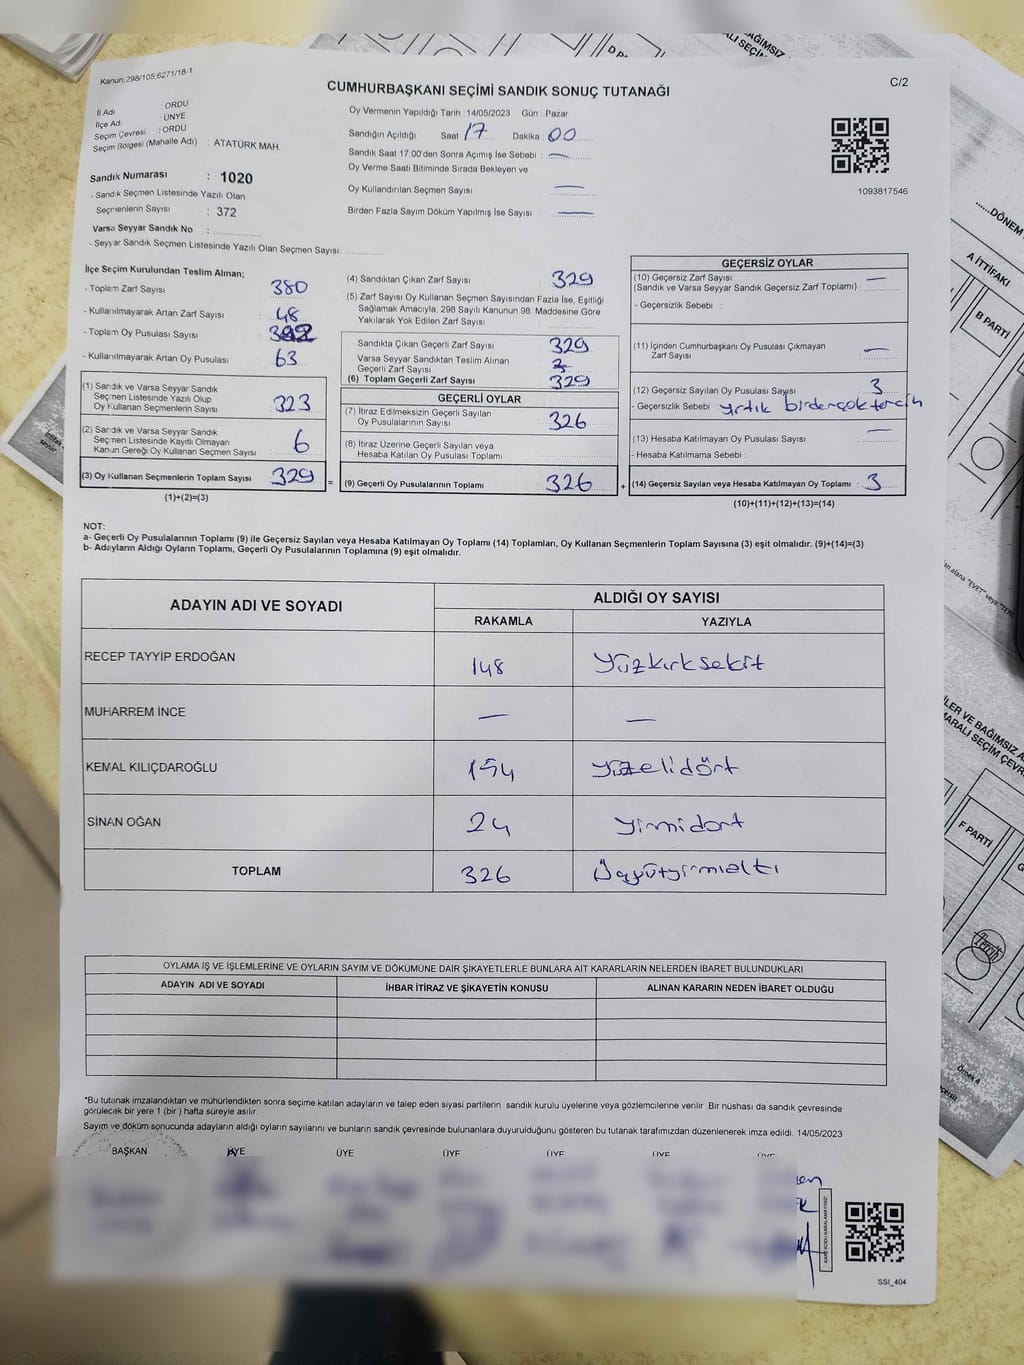 Kanun:298/105,6271/18-1
CUMHURBAŞKANI SEÇİMİ SANDIK SONUÇ TUTANAĞI
C/2
İl Adı : ORDU
İlçe Adı : ÜNYE
Seçim Çevresi : ORDU
Seçim Bölgesi (Mahalle Adı) : ATATÜRK MAH.
Oy Vermenin Yapıldığı Tarih : 14/05/2023 Gün : Pazar
Sandığın Açıldığı Saat 17 Dakika : 00
Sandık Saat 17:00'den Sonra Açımış İse Sebebi : —
Oy Verme Saati Bitiminde Sırada Bekleyen ve
Oy Kullandırılan Seçmen Sayısı : —
Birden Fazla Sayım Döküm Yapılmış İse Sayısı : —
1093817546
Sandık Numarası : 1020
- Sandık Seçmen Listesinde Yazılı Olan
Seçmenlerin Sayısı : 372
Varsa Seyyar Sandık No :
- Seyyar Sandık Seçmen Listesinde Yazılı Olan Seçmen Sayısı:
İlçe Seçim Kurulundan Teslim Alınan;
- Toplam Zarf Sayısı : 380
- Kullanılmayarak Artan Zarf Sayısı : 48
- Toplam Oy Pusulası Sayısı :
- Kullanılmayarak Artan Oy Pusulası : 63
(1) Sandık ve Varsa Seyyar Sandık
Seçmen Listesinde Yazılı Olup
Oy Kullanan Seçmenlerin Sayısı : 323
(2) Sandık ve Varsa Seyyar Sandık
Seçmen Listesinde Kayıtlı Olmayan
Kanun Gereği Oy Kullanan Seçmen Sayısı : 6
(3) Oy Kullanan Seçmenlerin Toplam Sayısı : 329
(1)+(2)=(3)
(4) Sandıktan Çıkan Zarf Sayısı : 329
(5) Zarf Sayısı Oy Kullanan Seçmen Sayısından Fazla İse, Eşitliği
Sağlamak Amacıyla, 298 Sayılı Kanunun 98. Maddesine Göre
Yakılarak Yok Edilen Zarf Sayısı :
Sandıkta Çıkan Geçerli Zarf Sayısı : 329
Varsa Seyyar Sandıktan Teslim Alınan
Geçerli Zarf Sayısı :
(6) Toplam Geçerli Zarf Sayısı : 329
GEÇERLİ OYLAR
(7) İtiraz Edilmeksizin Geçerli Sayılan
Oy Pusulalarının Sayısı : 326
(8) İtiraz Üzerine Geçerli Sayılan veya
Hesaba Katılan Oy Pusulası Toplamı :
= (9) Geçerli Oy Pusulalarının Toplamı : 326
GEÇERSİZ OYLAR
(10) Geçersiz Zarf Sayısı
(Sandık ve Varsa Seyyar Sandık Geçersiz Zarf Toplamı) : —
- Geçersizlik Sebebi :
(11) İçinden Cumhurbaşkanı Oy Pusulası Çıkmayan
Zarf Sayısı : —
(12) Geçersiz Sayılan Oy Pusulası Sayısı : 3
- Geçersizlik Sebebi : yırtık birdençok tercih
(13) Hesaba Katılmayan Oy Pusulası Sayısı : —
- Hesaba Katılmama Sebebi :
+ (14) Geçersiz Sayılan veya Hesaba Katılmayan Oy Toplamı : 3
(10)+(11)+(12)+(13)=(14)
NOT:
a- Geçerli Oy Pusulalarının Toplamı (9) ile Geçersiz Sayılan veya Hesaba Katılmayan Oy Toplamı (14) Toplamları, Oy Kullanan Seçmenlerin Toplam Sayısına (3) eşit olmalıdır. (9)+(14)=(3)
b- Adayların Aldığı Oyların Toplamı, Geçerli Oy Pusulalarının Toplamına (9) eşit olmalıdır.
ADAYIN ADI VE SOYADI
ALDIĞI OY SAYISI
RAKAMLA YAZIYLA
RECEP TAYYİP ERDOĞAN 148 Yüzkırksekit
MUHARREM İNCE — —
KEMAL KILIÇDAROĞLU 154 yüzelidört
SİNAN OĞAN 24 yirmidört
TOPLAM 326 Üçyütyirmialtı
OYLAMA İŞ VE İŞLEMLERİNE VE OYLARIN SAYIM VE DÖKÜMÜNE DAİR ŞİKAYETLERLE BUNLARA AİT KARARLARIN NELERDEN İBARET BULUNDUKLARI
ADAYIN ADI VE SOYADI İHBAR İTİRAZ VE ŞİKAYETİN KONUSU ALINAN KARARIN NEDEN İBARET OLDUĞU
*Bu tutanak imzalandıktan ve mühürlendikten sonra seçime katılan adayların ve talep eden siyasi partilerin sandık kurulu üyelerine veya gözlemcilerine verilir. Bir nüshası da sandık çevresinde
görülecek bir yere 1 (bir ) hafta süreyle asılır.
Sayım ve döküm sonucunda adayların aldığı oyların sayılarını ve bunların sandık çevresinde bulunanlara duyurulduğunu gösteren bu tutanak tarafımızdan düzenlenerek imza edildi. 14/05/2023
BAŞKAN ÜYE ÜYE ÜYE ÜYE ÜYE ÜYE
SSI_404
......DÖNEM
A İTTİFAKI
B PARTİ
F PARTİ
Tercih
Örnek 4